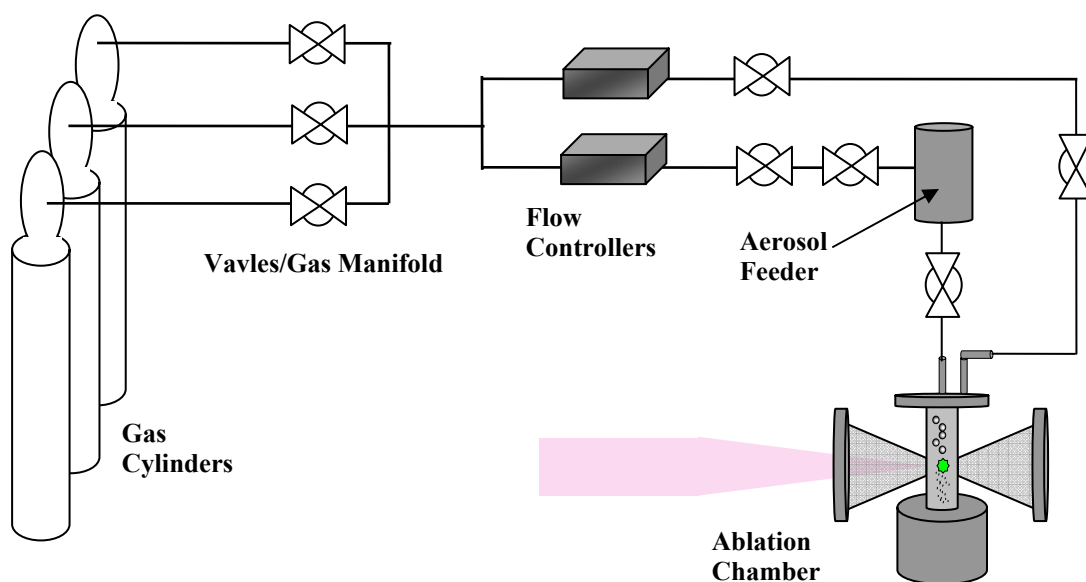 Vavles/Gas Manifold
Flow
Controllers
Aerosol
Feeder
Gas
Cylinders
Ablation
Chamber